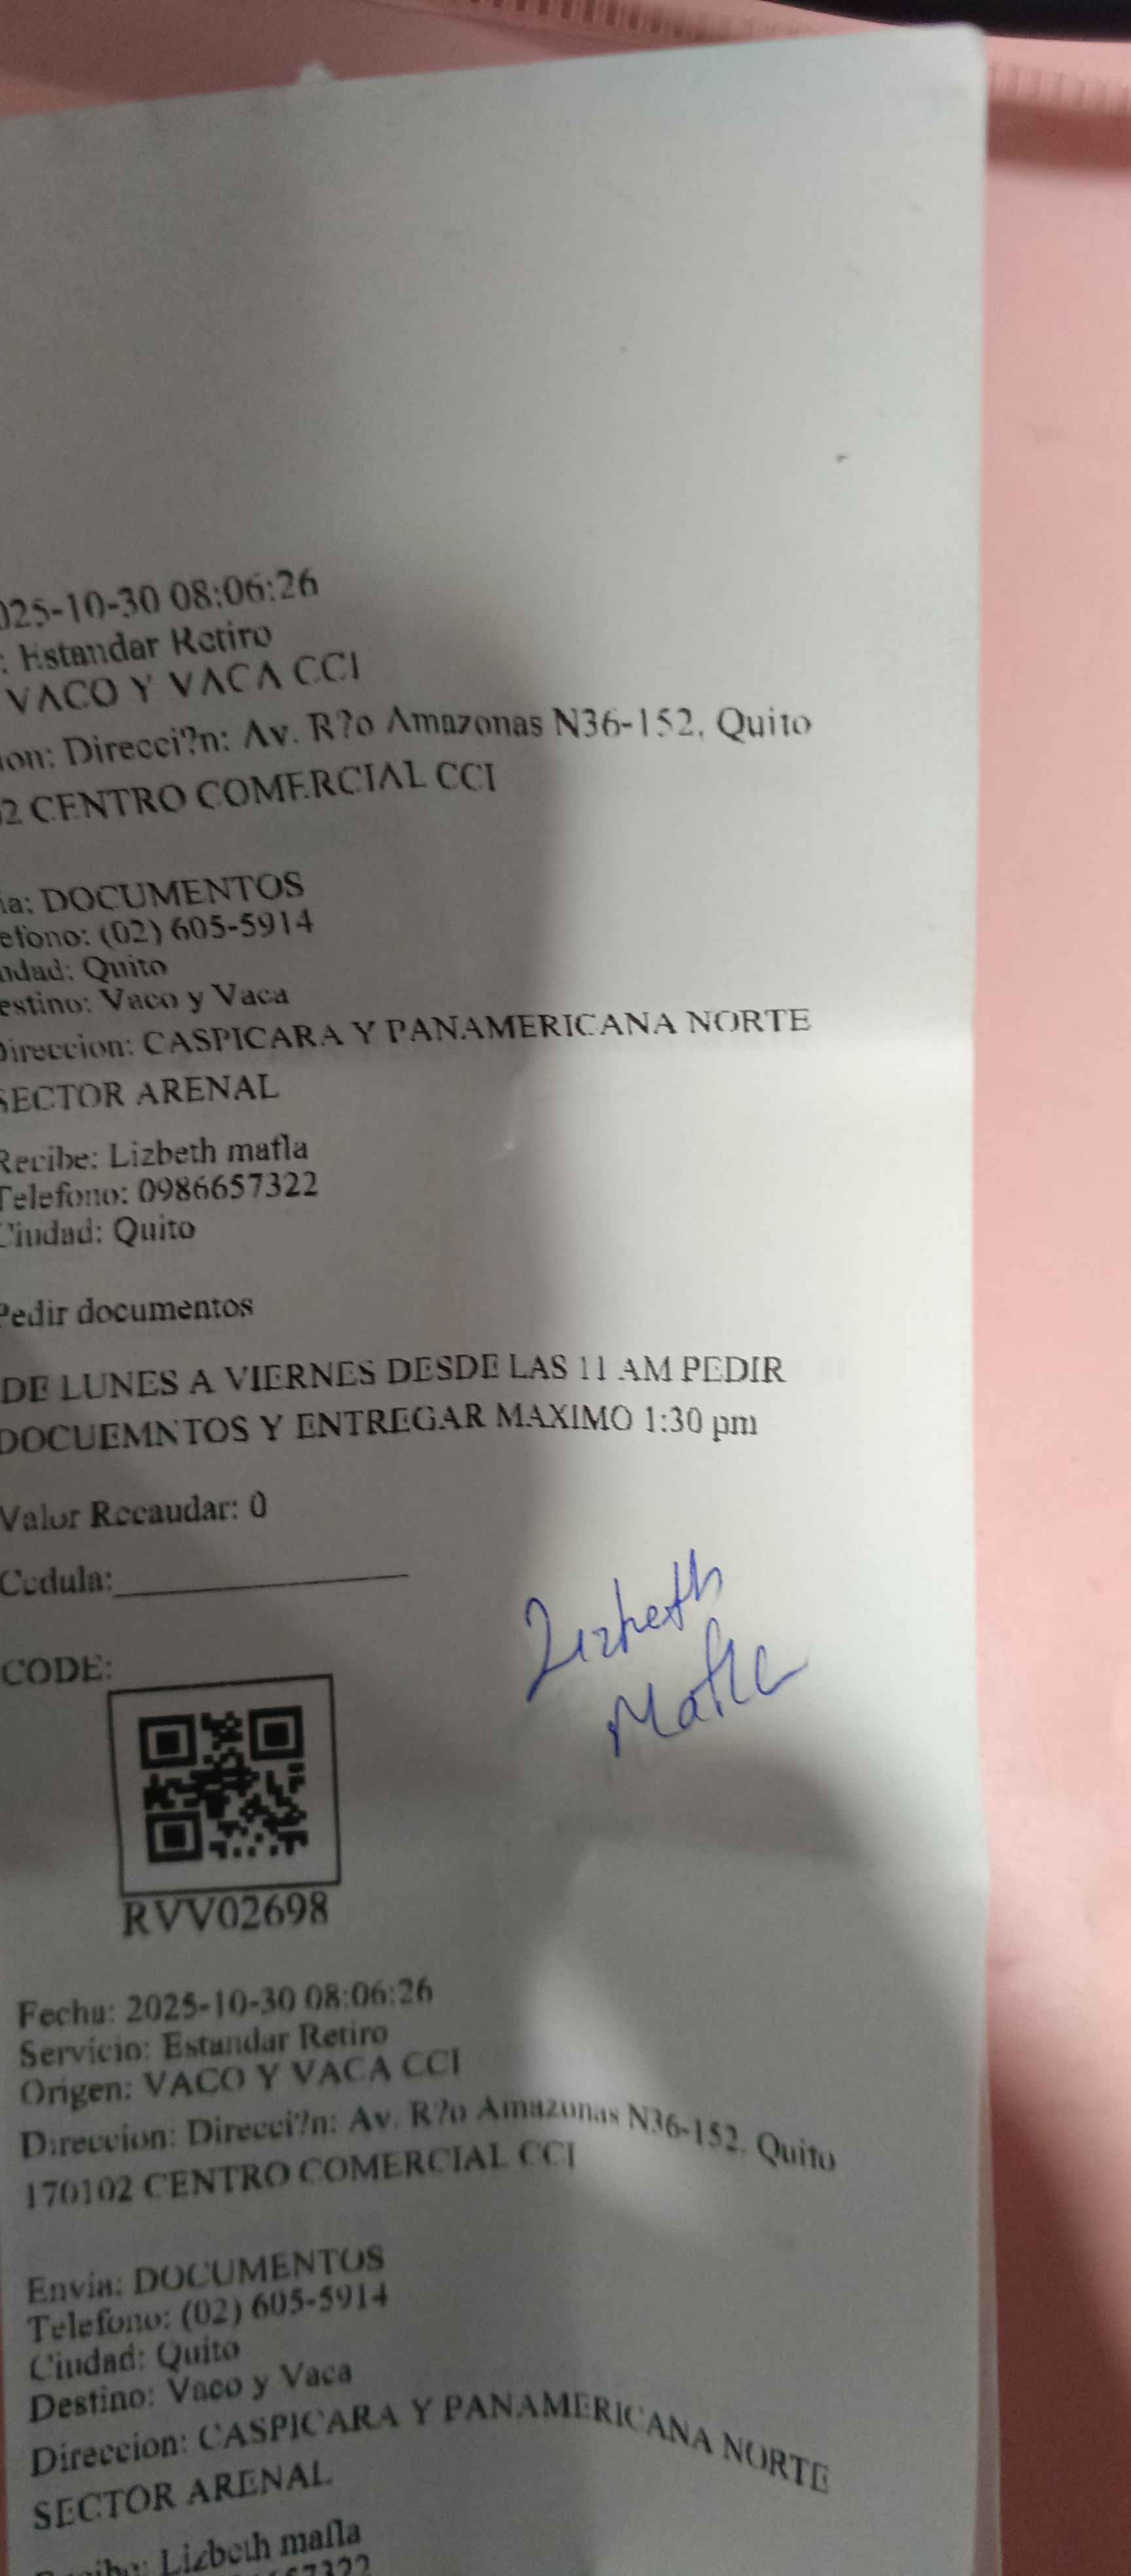 025-10-30 08:06:26
: Estandar Retiro
VACO Y VACA CCI
ion: Direcci?n: Av. R?o Amazonas N36-152, Quito
02 CENTRO COMERCIAL CCI
ia: DOCUMENTOS
efono: (02) 605-5914
udad: Quito
estino: Vaco y Vaca
Direccion: CASPICARA Y PANAMERICANA NORTE
SECTOR ARENAL
Recibe: Lizbeth mafla
Telefono: 0986657322
Ciudad: Quito
Pedir documentos
DE LUNES A VIERNES DESDE LAS 11 AM PEDIR
DOCUEMNTOS Y ENTREGAR MAXIMO 1:30 pm
Valor Recaudar: 0
Cedula:
Lizbeth
Mafla
CODE:
RVV02698
Fecha: 2025-10-30 08:06:26
Servicio: Estandar Retiro
Origen: VACO Y VACA CCI
Direccion: Direcci?n: Av. R?o Amazonas N36-152, Quito
170102 CENTRO COMERCIAL CCI
Envia: DOCUMENTOS
Telefono: (02) 605-5914
Ciudad: Quito
Destino: Vaco y Vaca
Direccion: CASPICARA Y PANAMERICANA NORTE
SECTOR ARENAL
Recibe: Lizbeth mafla
657322